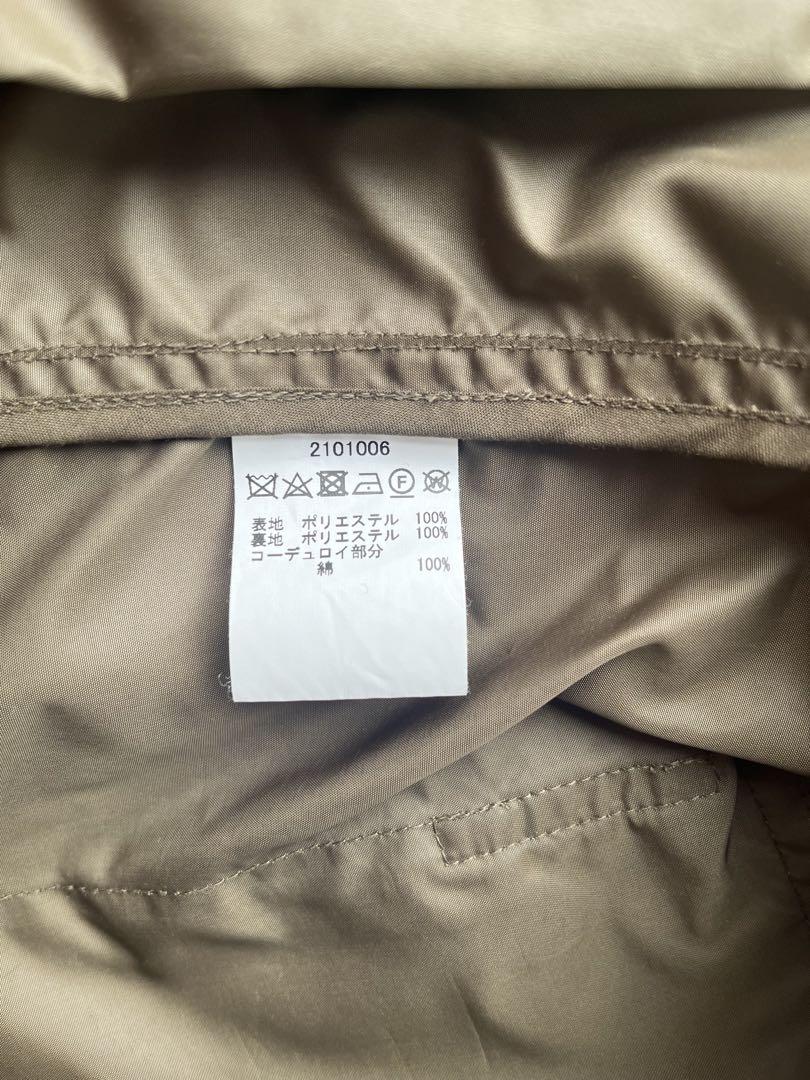 2101006
F W
表地 ポリエステル 100%
裏地 ポリエステル 100%
コーデュロイ部分
綿 100%